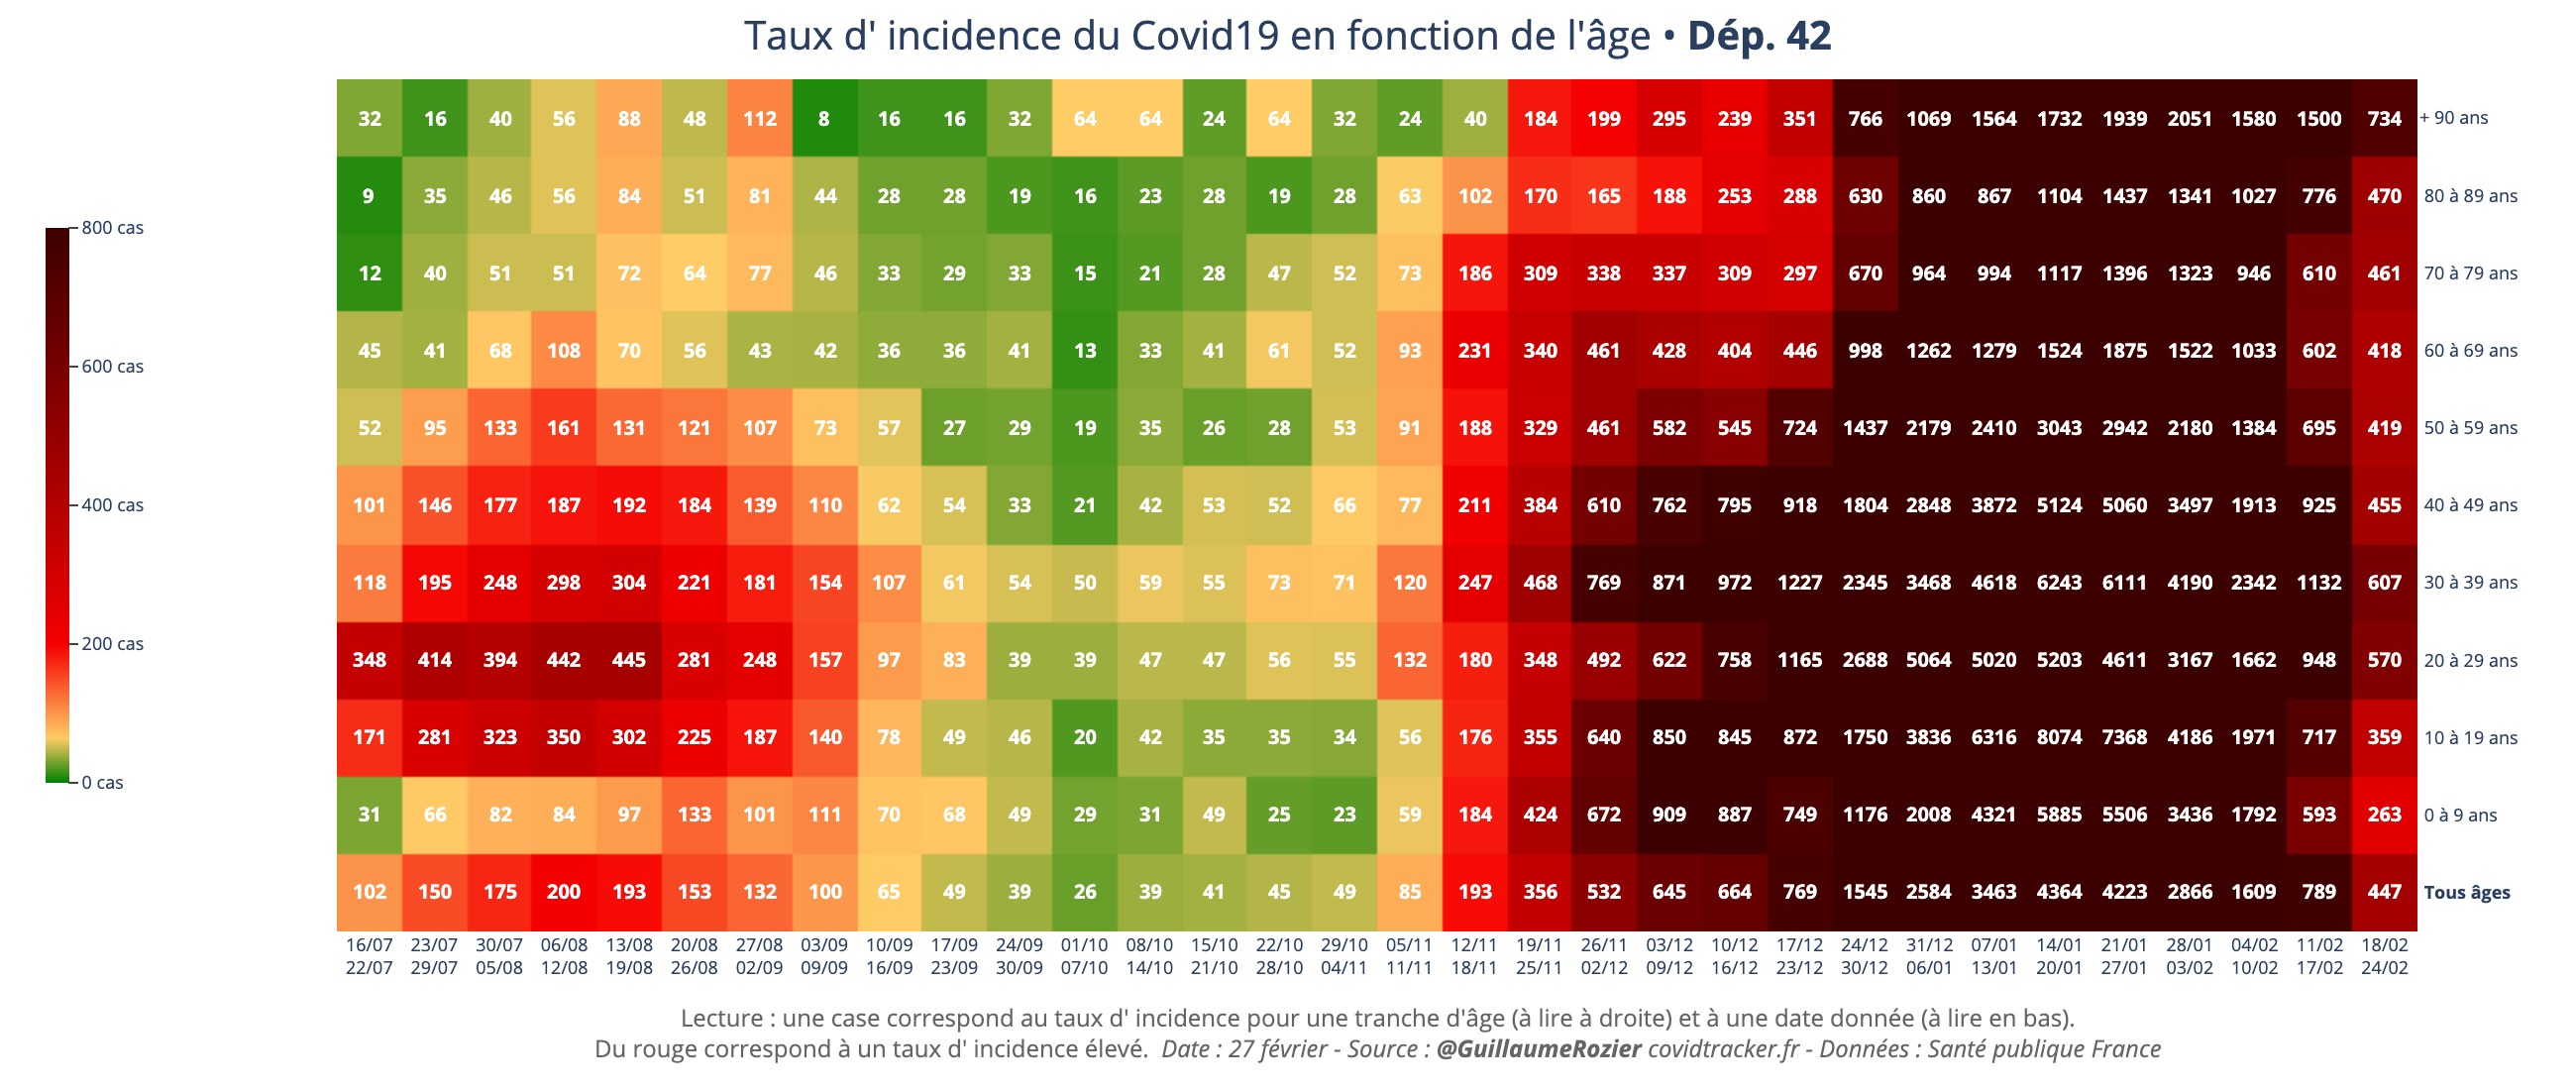 Taux d' incidence du Covid19 en fonction de l'âge • Dép. 42
32 16 40 56 88 48 112 8 16 16 32 64 64 24 64 32 24 40 184 199 295 239 351 766 1069 1564 1732 1939 2051 1580 1500 734 + 90 ans
9 35 46 56 84 51 81 44 28 28 19 16 23 28 19 28 63 102 170 165 188 253 288 630 860 867 1104 1437 1341 1027 776 470 80 à 89 ans
800 cas
12 40 51 51 72 64 77 46 33 29 33 15 21 28 47 52 73 186 309 338 337 309 297 670 964 994 1117 1396 1323 946 610 461 70 à 79 ans
45 41 68 108 70 56 43 42 36 36 41 13 33 41 61 52 93 231 340 461 428 404 446 998 1262 1279 1524 1875 1522 1033 602 418 60 à 69 ans
600 cas
52 95 133 161 131 121 107 73 57 27 29 19 35 26 28 53 91 188 329 461 582 545 724 1437 2179 2410 3043 2942 2180 1384 695 419 50 à 59 ans
400 cas
101 146 177 187 192 184 139 110 62 54 33 21 42 53 52 66 77 211 384 610 762 795 918 1804 2848 3872 5124 5060 3497 1913 925 455 40 à 49 ans
118 195 248 298 304 221 181 154 107 61 54 50 59 55 73 71 120 247 468 769 871 972 1227 2345 3468 4618 6243 6111 4190 2342 1132 607 30 à 39 ans
200 cas
348 414 394 442 445 281 248 157 97 83 39 39 47 47 56 55 132 180 348 492 622 758 1165 2688 5064 5020 5203 4611 3167 1662 948 570 20 à 29 ans
171 281 323 350 302 225 187 140 78 49 46 20 42 35 35 34 56 176 355 640 850 845 872 1750 3836 6316 8074 7368 4186 1971 717 359 10 à 19 ans
0 cas
31 66 82 84 97 133 101 111 70 68 49 29 31 49 25 23 59 184 424 672 909 887 749 1176 2008 4321 5885 5506 3436 1792 593 263 0 à 9 ans
102 150 175 200 193 153 132 100 65 49 39 26 39 41 45 49 85 193 356 532 645 664 769 1545 2584 3463 4364 4223 2866 1609 789 447 Tous âges
16/07 23/07 30/07 06/08 13/08 20/08 27/08 03/09 10/09 17/09 24/09 01/10 08/10 15/10 22/10 29/10 05/11 12/11 19/11 26/11 03/12 10/12 17/12 24/12 31/12 07/01 14/01 21/01 28/01 04/02 11/02 18/02
22/07 29/07 05/08 12/08 19/08 26/08 02/09 09/09 16/09 23/09 30/09 07/10 14/10 21/10 28/10 04/11 11/11 18/11 25/11 02/12 09/12 16/12 23/12 30/12 06/01 13/01 20/01 27/01 03/02 10/02 17/02 24/02
Lecture : une case correspond au taux d' incidence pour une tranche d'âge (à lire à droite) et à une date donnée (à lire en bas).
Du rouge correspond à un taux d' incidence élevé. Date : 27 février - Source : @GuillaumeRozier covidtracker.fr - Données : Santé publique France